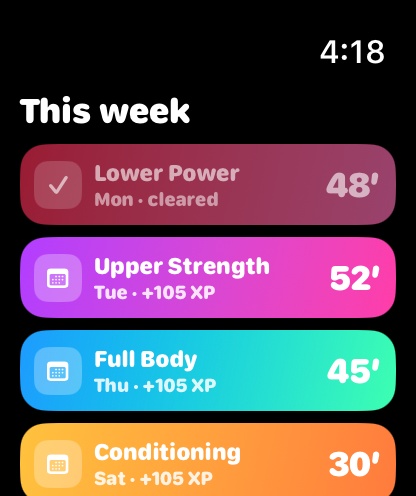 4:18
This week
Lower Power
Mon · cleared
48′
Upper Strength
Tue · +105 XP
52′
Full Body
Thu · +105 XP
45′
Conditioning
Sat · +105 XP
30′